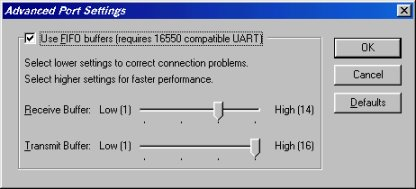 Advanced Port Settings
Use FIFO buffers (requires 16550 compatible UART)
OK
Select lower settings to correct connection problems.
Cancel
Select higher settings for faster performance.
Defaults
Receive Buffer: Low (1) High (14)
Transmit Buffer: Low (1) High (16)